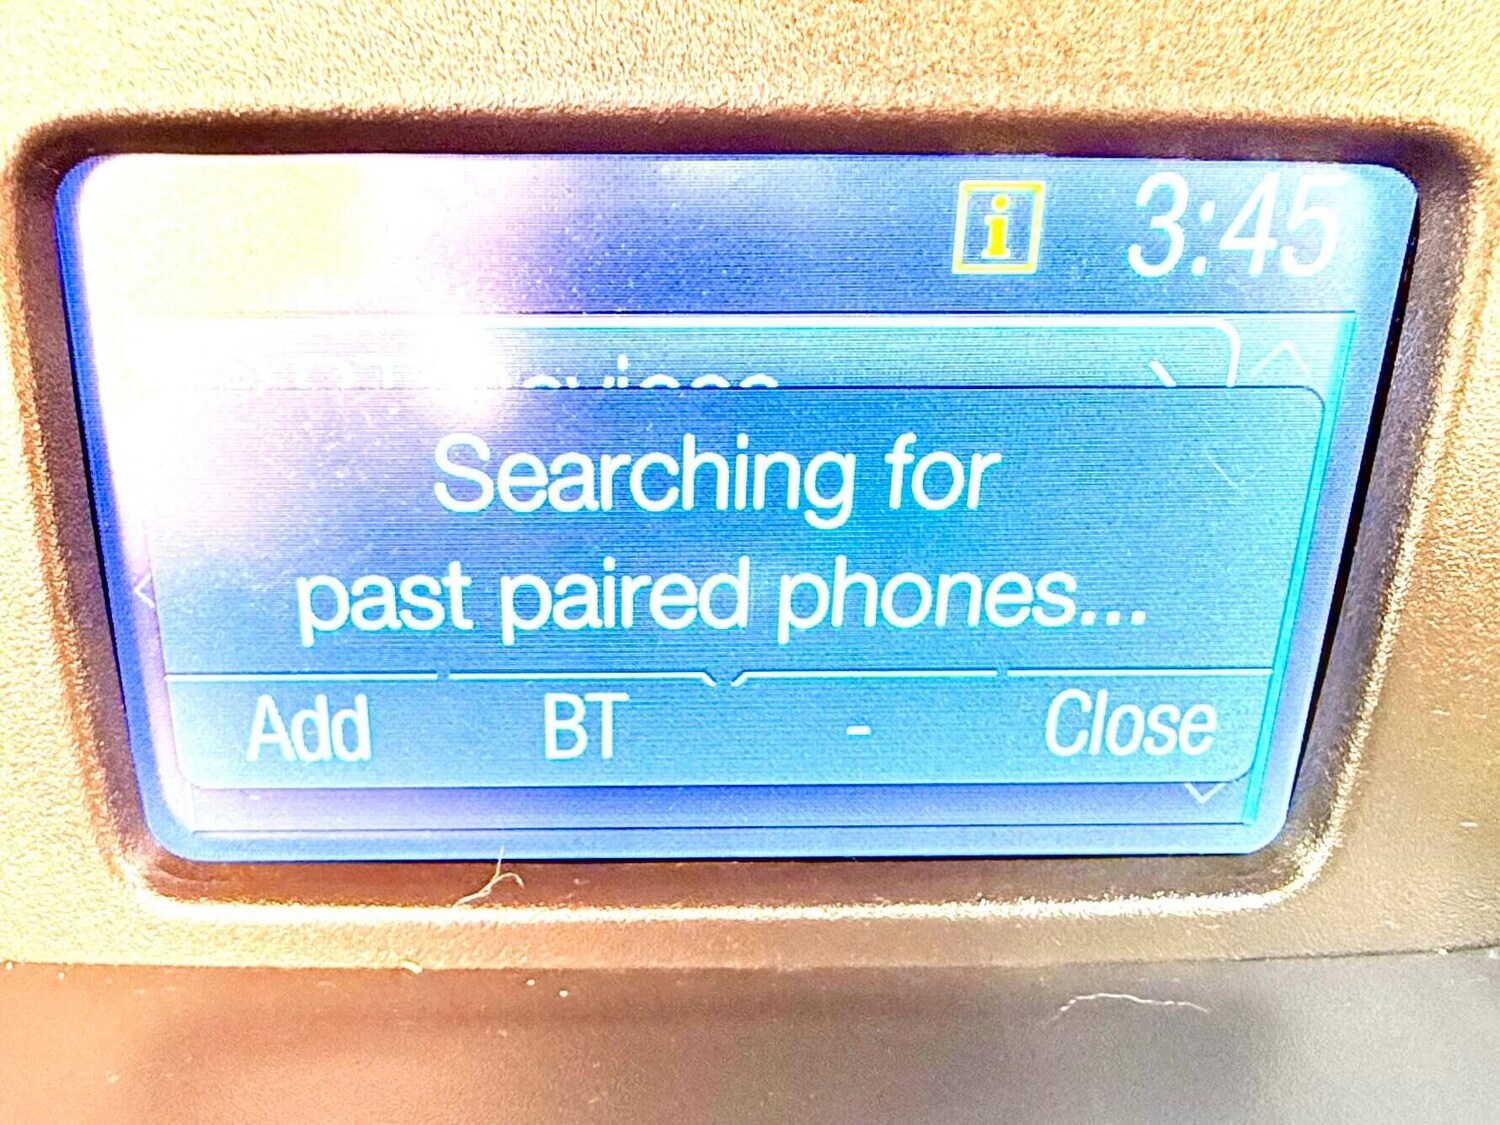 i 3:45
Searching for
past paired phones...
Add BT - Close